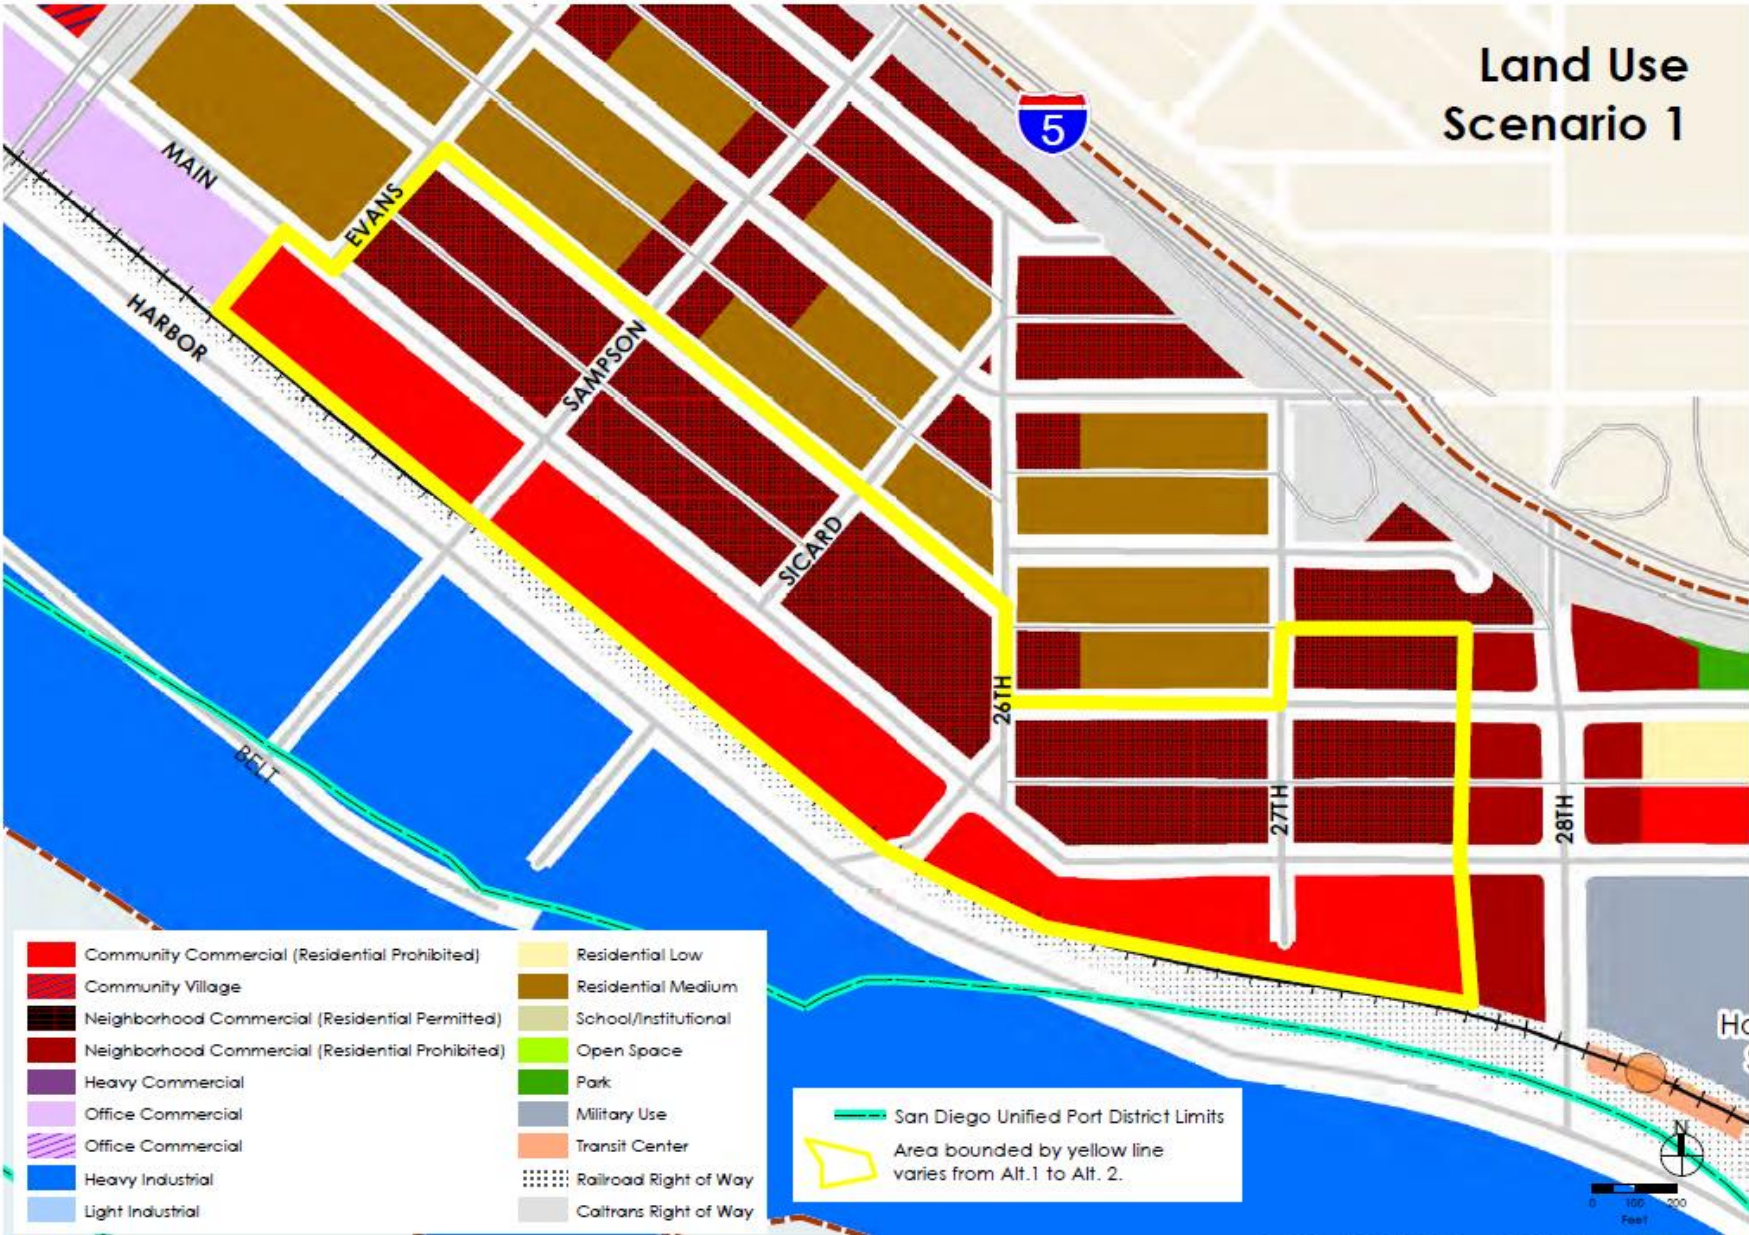 Land Use
Scenario 1
5
MAIN
EVANS
HARBOR
SAMPSON
SICARD
26TH
27TH
28TH
BELT
Community Commercial (Residential Prohibited)
Community Village
Neighborhood Commercial (Residential Permitted)
Neighborhood Commercial (Residential Prohibited)
Heavy Commercial
Office Commercial
Office Commercial
Heavy Industrial
Light Industrial
Residential Low
Residential Medium
School/Institutional
Open Space
Park
Military Use
Transit Center
Railroad Right of Way
Caltrans Right of Way
San Diego Unified Port District Limits
Area bounded by yellow line
varies from Alt.1 to Alt. 2.
N
0 100 200
Feet